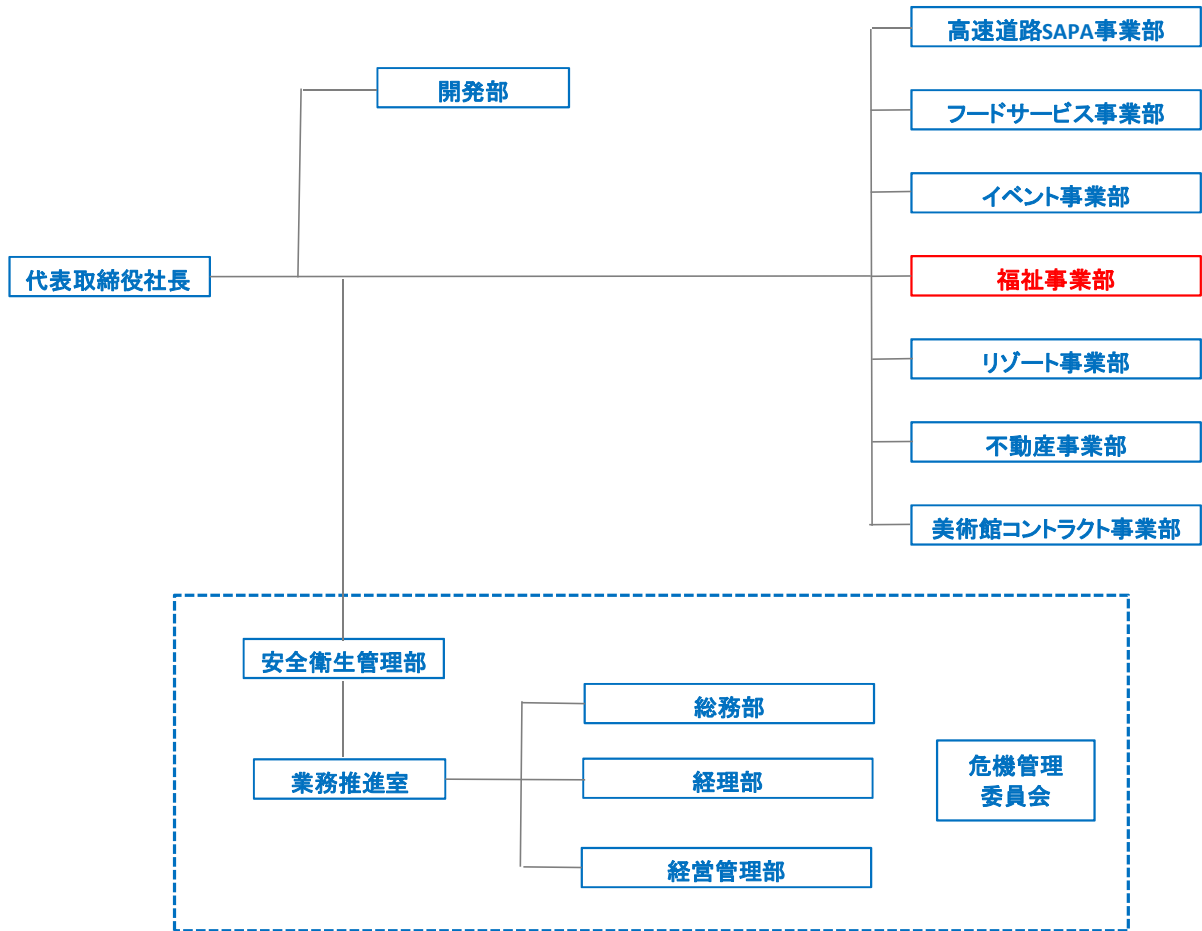 高速道路SAPA事業部
開発部
フードサービス事業部
イベント事業部
代表取締役社長
福祉事業部
リゾート事業部
不動産事業部
美術館コントラクト事業部
安全衛生管理部
総務部
業務推進室
経理部
危機管理
委員会
経営管理部